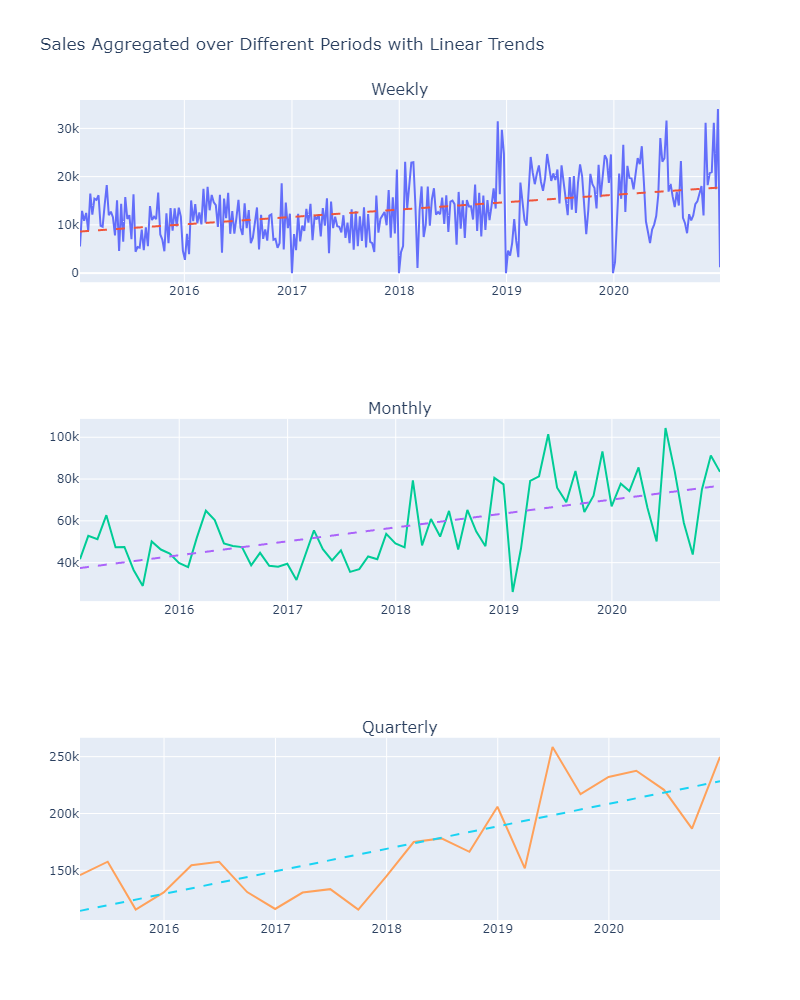 Sales Aggregated over Different Periods with Linear Trends
Weekly
30k
20k
10k
0
2016 2017 2018 2019 2020
Monthly
100k
80k
60k
40k
2016 2017 2018 2019 2020
Quarterly
250k
200k
150k
2016 2017 2018 2019 2020